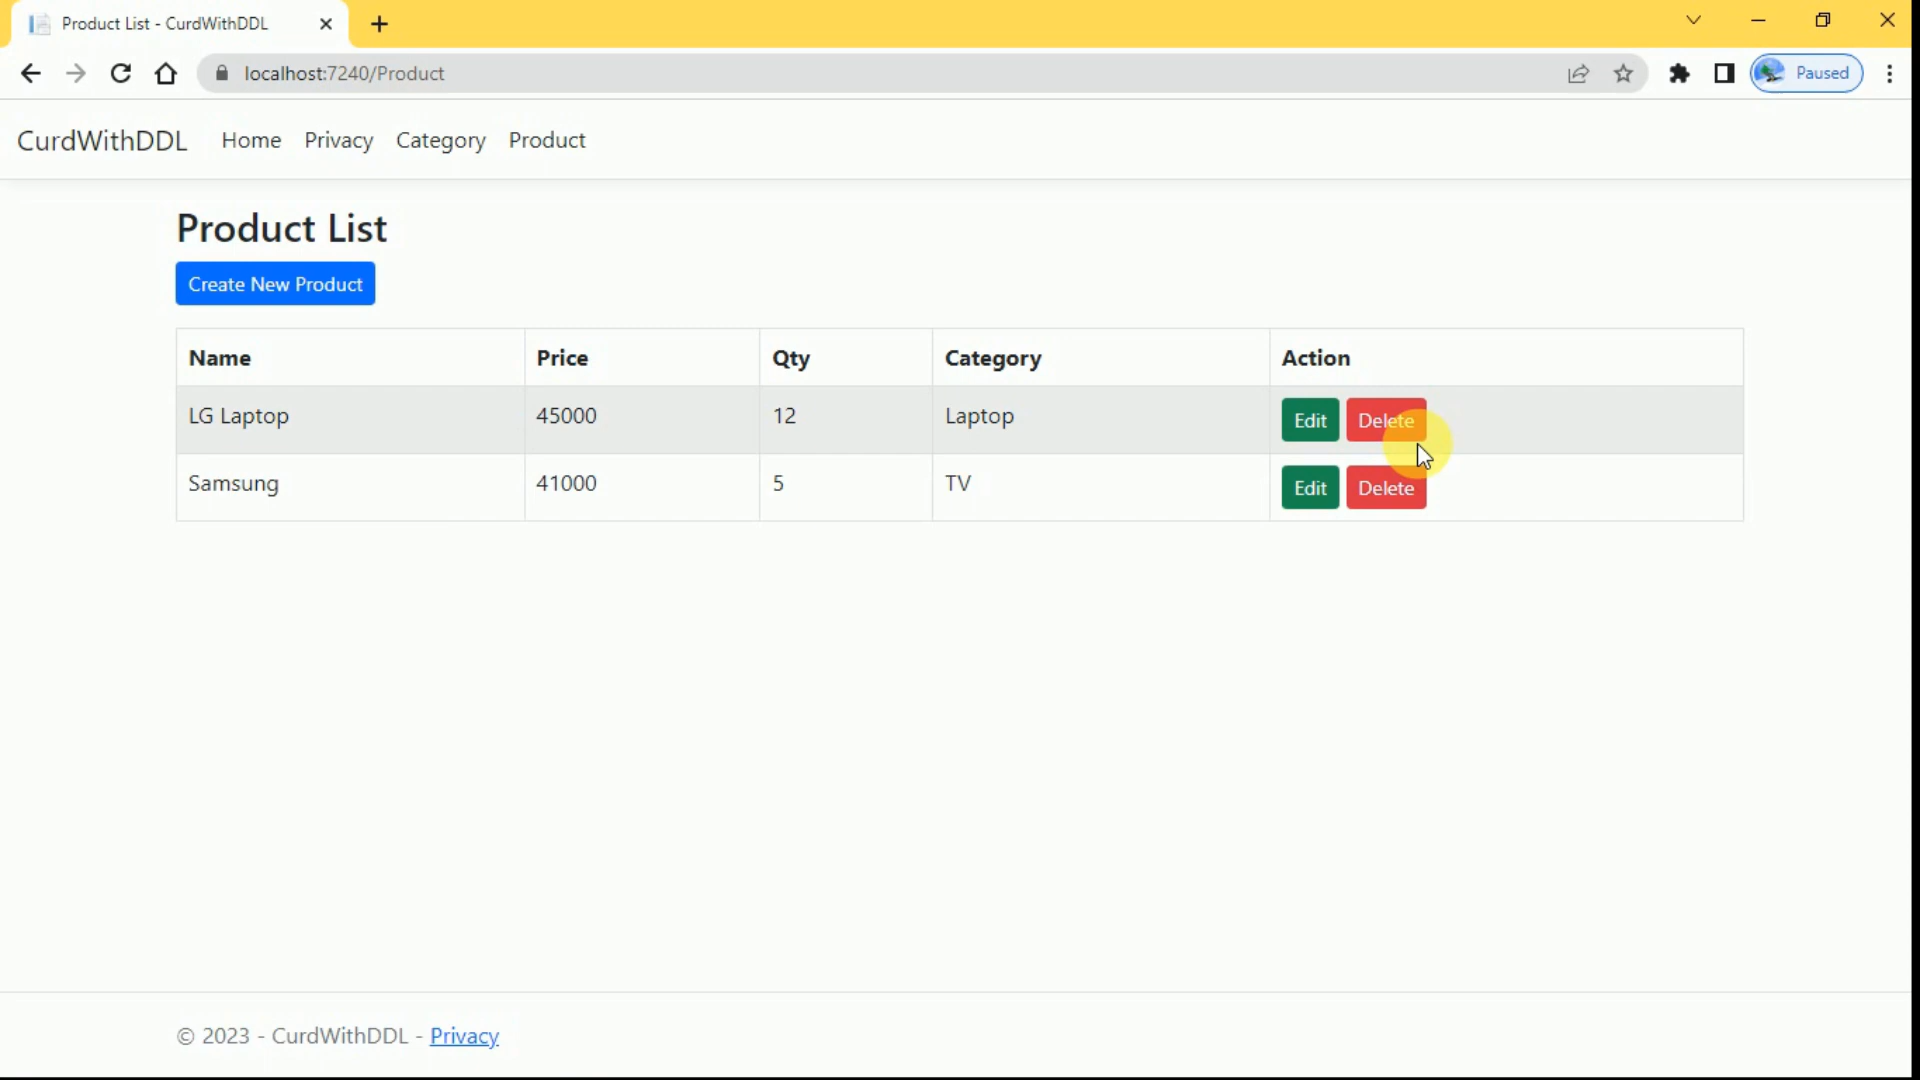 Product List - CurdWithDDL
localhost:7240/Product
Paused
CurdWithDDL Home Privacy Category Product
Product List
Create New Product
Name Price Qty Category Action
LG Laptop 45000 12 Laptop Edit Delete
Samsung 41000 5 TV Edit Delete
© 2023 - CurdWithDDL - Privacy